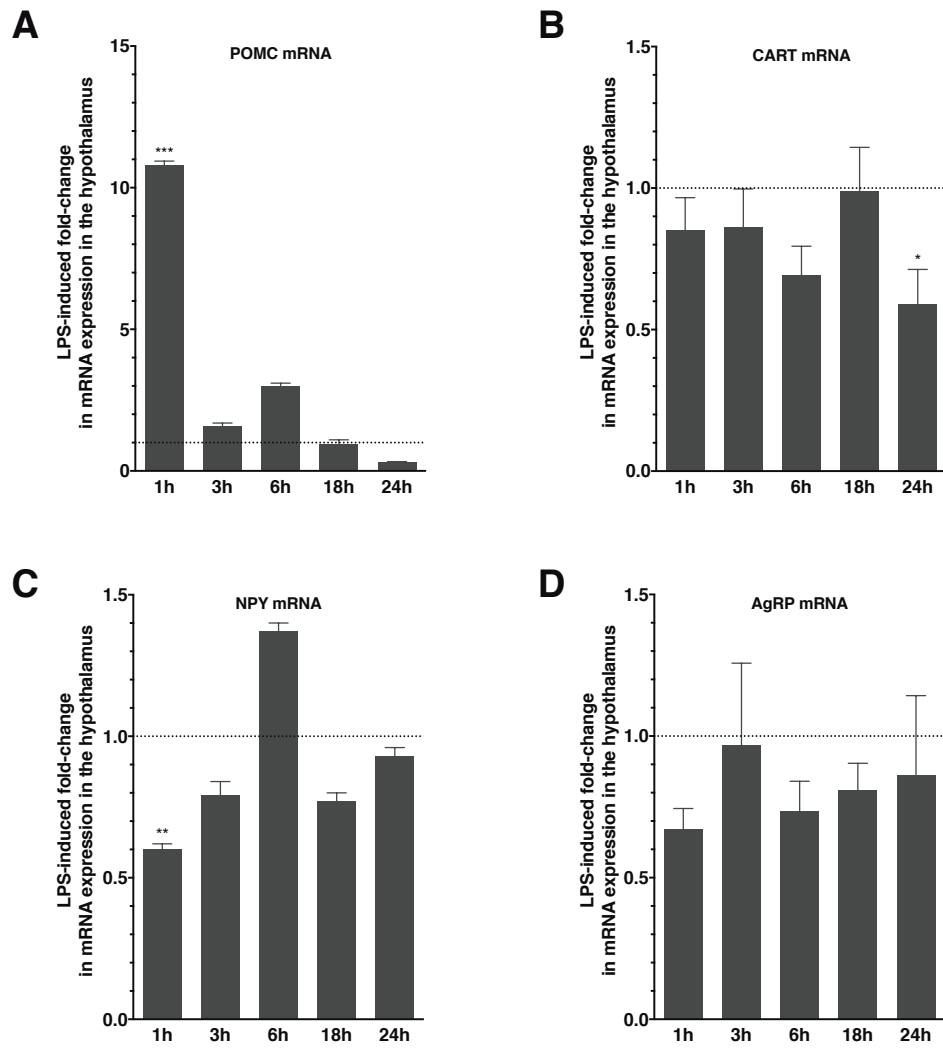 A
POMC mRNA
LPS-induced fold-change
in mRNA expression in the hypothalamus
15
10
5
0
***
1h 3h 6h 18h 24h
B
CART mRNA
LPS-induced fold-change
in mRNA expression in the hypothalamus
1.5
1.0
0.5
0.0
*
1h 3h 6h 18h 24h
C
NPY mRNA
LPS-induced fold-change
in mRNA expression in the hypothalamus
1.5
1.0
0.5
0.0
**
1h 3h 6h 18h 24h
D
AgRP mRNA
LPS-induced fold-change
in mRNA expression in the hypothalamus
1.5
1.0
0.5
0.0
1h 3h 6h 18h 24h